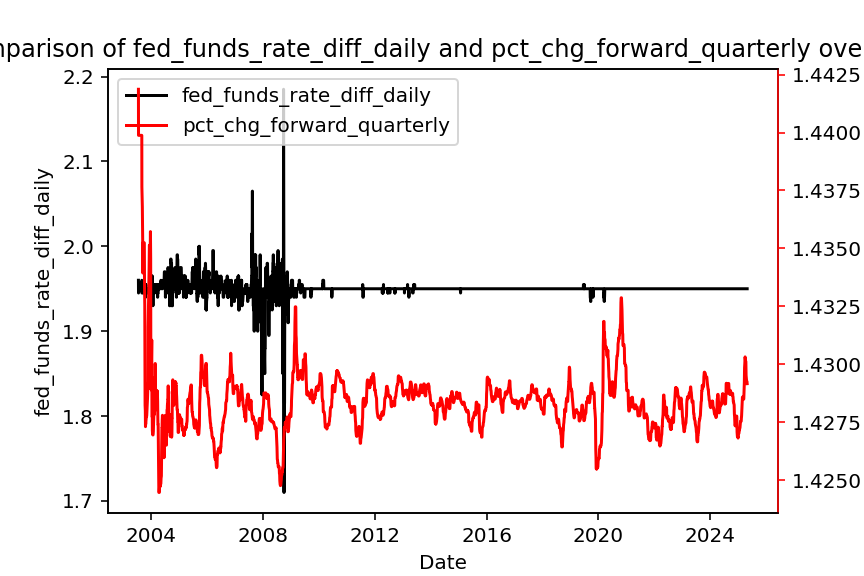 nparison of fed_funds_rate_diff_daily and pct_chg_forward_quarterly ove
fed_funds_rate_diff_daily
pct_chg_forward_quarterly
2.2
2.1
2.0
1.9
1.8
1.7
fed_funds_rate_diff_daily
1.4425
1.4400
1.4375
1.4350
1.4325
1.4300
1.4275
1.4250
2004 2008 2012 2016 2020 2024
Date